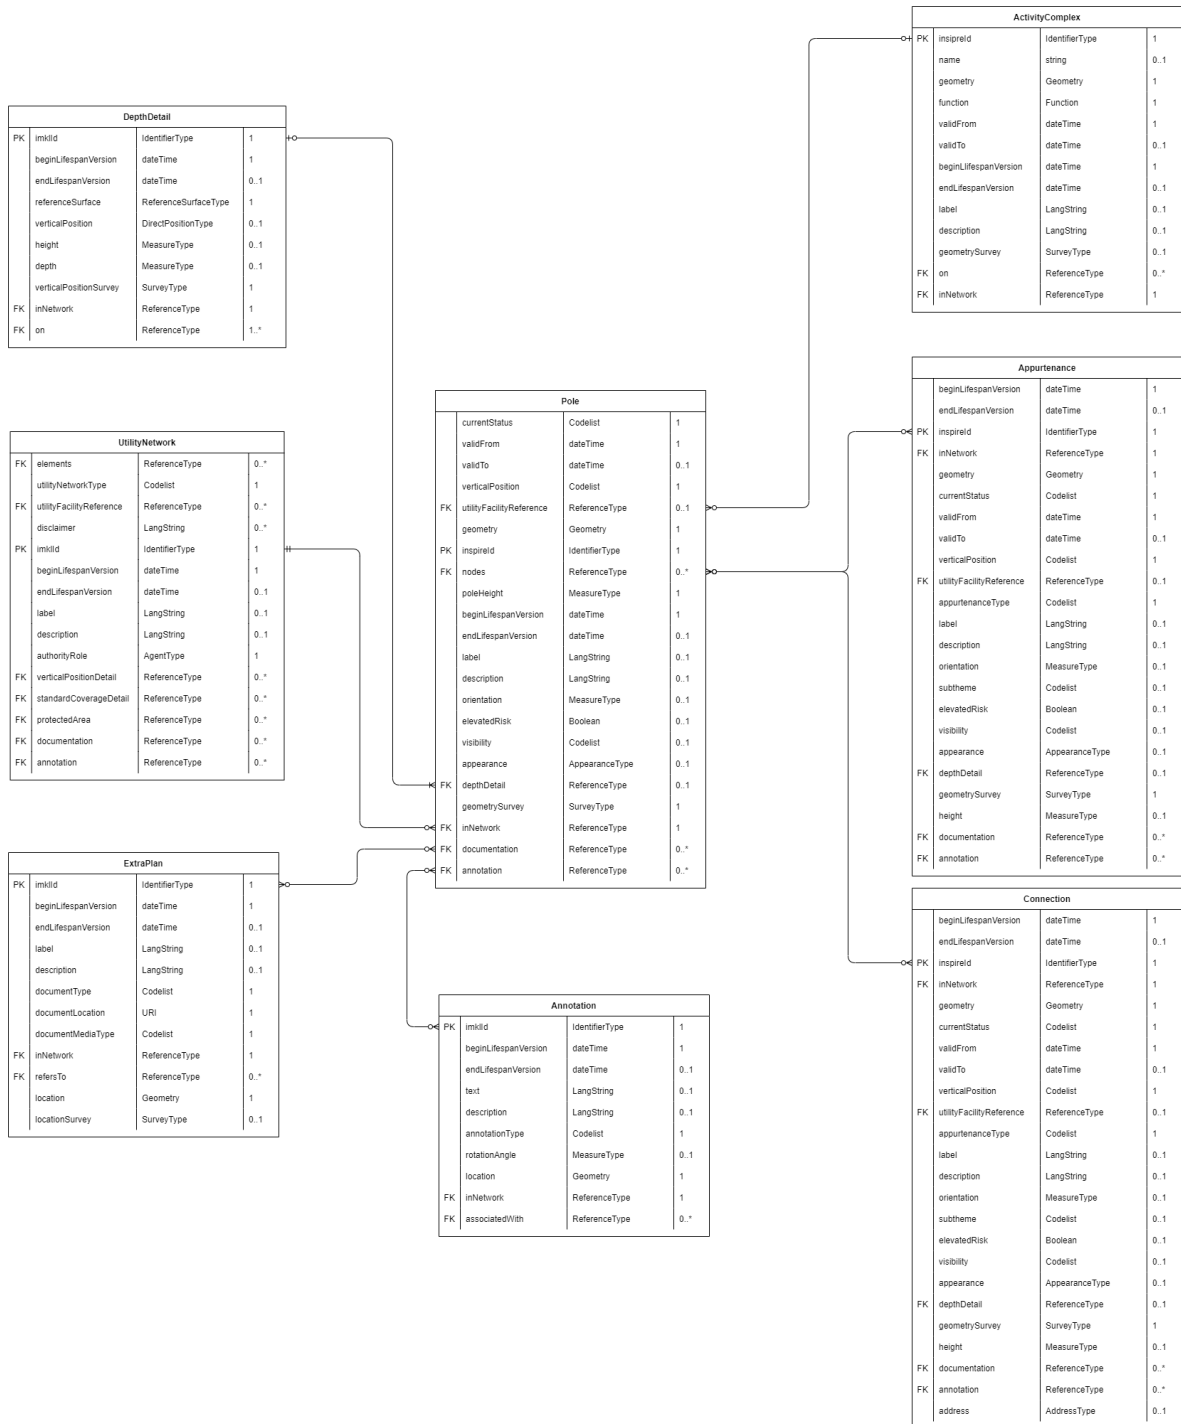 ActivityComplex
PK insipreId IdentifierType 1
name string 0..1
geometry Geometry 1
function Function 1
validFrom dateTime 1
validTo dateTime 0..1
beginLlifespanVersion dateTime 1
endLifespanVersion dateTime 0..1
label LangString 0..1
description LangString 0..1
geometrySurvey SurveyType 0..1
FK on ReferenceType 0..*
FK inNetwork ReferenceType 1
DepthDetail
PK imklId IdentifierType 1
beginLifespanVersion dateTime 1
endLifespanVersion dateTime 0..1
referenceSurface ReferenceSurfaceType 1
verticalPosition DirectPositionType 0..1
height MeasureType 0..1
depth MeasureType 0..1
verticalPositionSurvey SurveyType 1
FK inNetwork ReferenceType 1
FK on ReferenceType 1..*
UtilityNetwork
FK elements ReferenceType 0..*
utilityNetworkType Codelist 1
FK utilityFacilityReference ReferenceType 0..*
disclaimer LangString 0..*
PK imklId IdentifierType 1
beginLifespanVersion dateTime 1
endLifespanVersion dateTime 0..1
label LangString 0..1
description LangString 0..1
authorityRole AgentType 1
FK verticalPositionDetail ReferenceType 0..*
FK standardCoverageDetail ReferenceType 0..*
FK protectedArea ReferenceType 0..*
FK documentation ReferenceType 0..*
FK annotation ReferenceType 0..*
Pole
currentStatus Codelist 1
validFrom dateTime 1
validTo dateTime 0..1
verticalPosition Codelist 1
FK utilityFacilityReference ReferenceType 0..1
geometry Geometry 1
PK inspireId IdentifierType 1
FK nodes ReferenceType 0..*
poleHeight MeasureType 1
beginLifespanVersion dateTime 1
endLifespanVersion dateTime 0..1
label LangString 0..1
description LangString 0..1
orientation MeasureType 0..1
elevatedRisk Boolean 0..1
visibility Codelist 0..1
appearance AppearanceType 0..1
FK depthDetail ReferenceType 0..1
geometrySurvey SurveyType 1
FK inNetwork ReferenceType 1
FK documentation ReferenceType 0..*
FK annotation ReferenceType 0..*
Appurtenance
beginLifespanVersion dateTime 1
endLifespanVersion dateTime 0..1
PK inspireId IdentifierType 1
FK inNetwork ReferenceType 1
geometry Geometry 1
currentStatus Codelist 1
validFrom dateTime 1
validTo dateTime 0..1
verticalPosition Codelist 1
FK utilityFacilityReference ReferenceType 0..1
appurtenanceType Codelist 1
label LangString 0..1
description LangString 0..1
orientation MeasureType 0..1
subtheme Codelist 0..1
elevatedRisk Boolean 0..1
visibility Codelist 0..1
appearance AppearanceType 0..1
FK depthDetail ReferenceType 0..1
geometrySurvey SurveyType 1
height MeasureType 0..1
FK documentation ReferenceType 0..*
FK annotation ReferenceType 0..*
ExtraPlan
PK imklId IdentifierType 1
beginLifespanVersion dateTime 1
endLifespanVersion dateTime 0..1
label LangString 0..1
description LangString 0..1
documentType Codelist 1
documentLocation URI 1
documentMediaType Codelist 1
FK inNetwork ReferenceType 1
FK refersTo ReferenceType 0..*
location Geometry 1
locationSurvey SurveyType 0..1
Annotation
PK imklId IdentifierType 1
beginLifespanVersion dateTime 1
endLifespanVersion dateTime 0..1
text LangString 0..1
description LangString 0..1
annotationType Codelist 1
rotationAngle MeasureType 0..1
location Geometry 1
FK inNetwork ReferenceType 1
FK associatedWith ReferenceType 0..*
Connection
beginLifespanVersion dateTime 1
endLifespanVersion dateTime 0..1
PK inspireId IdentifierType 1
FK inNetwork ReferenceType 1
geometry Geometry 1
currentStatus Codelist 1
validFrom dateTime 1
validTo dateTime 0..1
verticalPosition Codelist 1
FK utilityFacilityReference ReferenceType 0..1
appurtenanceType Codelist 1
label LangString 0..1
description LangString 0..1
orientation MeasureType 0..1
subtheme Codelist 0..1
elevatedRisk Boolean 0..1
visibility Codelist 0..1
appearance AppearanceType 0..1
FK depthDetail ReferenceType 0..1
geometrySurvey SurveyType 1
height MeasureType 0..1
FK documentation ReferenceType 0..*
FK annotation ReferenceType 0..*
address AddressType 0..1